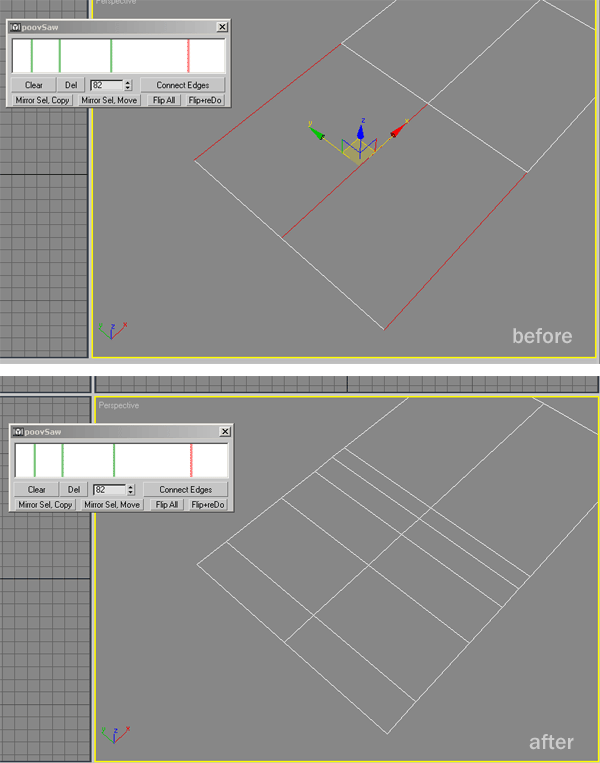 Perspective
poovSaw
Clear Del 82 Connect Edges
Mirror Sel, Copy Mirror Sel, Move Flip All Flip+reDo
z
y x
z
y x
before
Perspective
poovSaw
Clear Del 82 Connect Edges
Mirror Sel, Copy Mirror Sel, Move Flip All Flip+reDo
z
y x
after